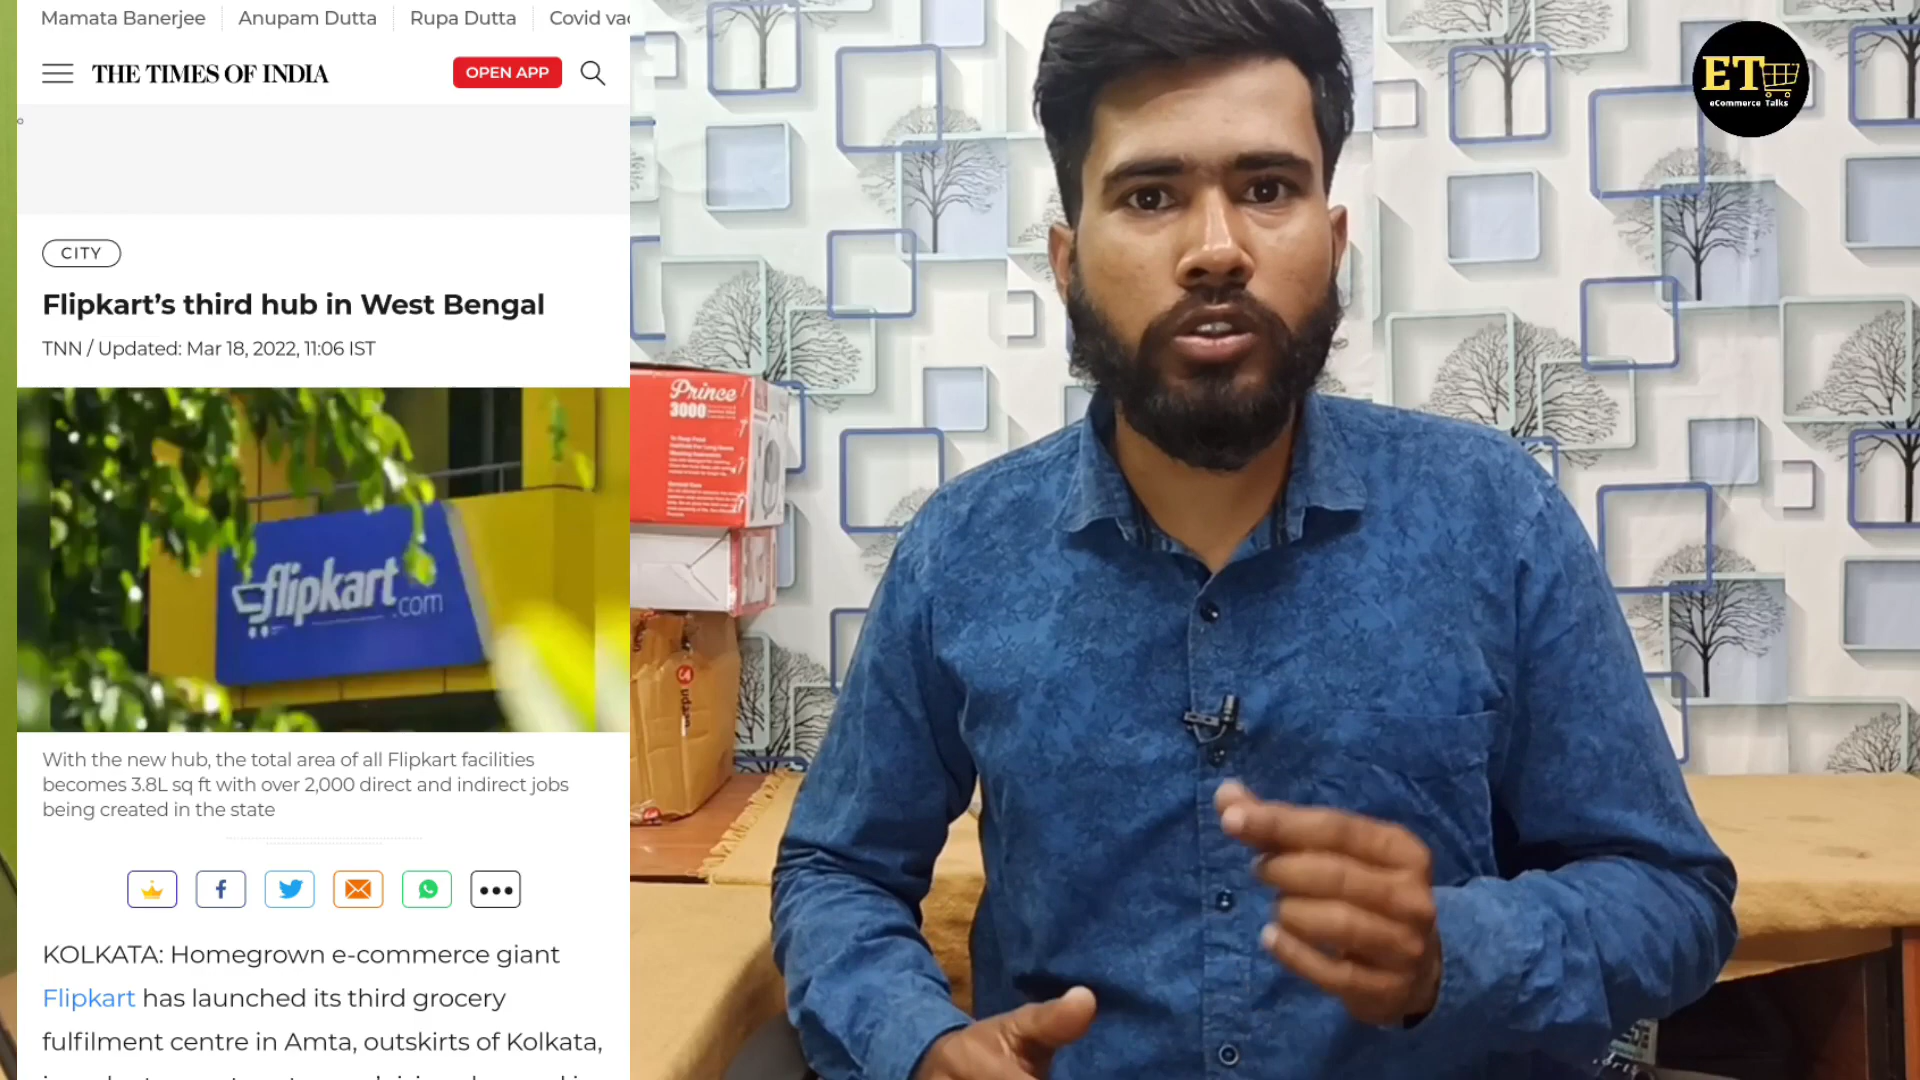 Mamata Banerjee
Anupam Dutta
Rupa Dutta
Covid vac
THE TIMES OF INDIA
OPEN APP
CITY
Flipkart's third hub in West Bengal
TNN / Updated: Mar 18, 2022, 11:06 IST
flipkart
.com
With the new hub, the total area of all Flipkart facilities
becomes 3.8L sq ft with over 2,000 direct and indirect jobs
being created in the state
KOLKATA: Homegrown e-commerce giant
Flipkart has launched its third grocery
fulfilment centre in Amta, outskirts of Kolkata,
Prince
3000
ET
eCommerce Talks